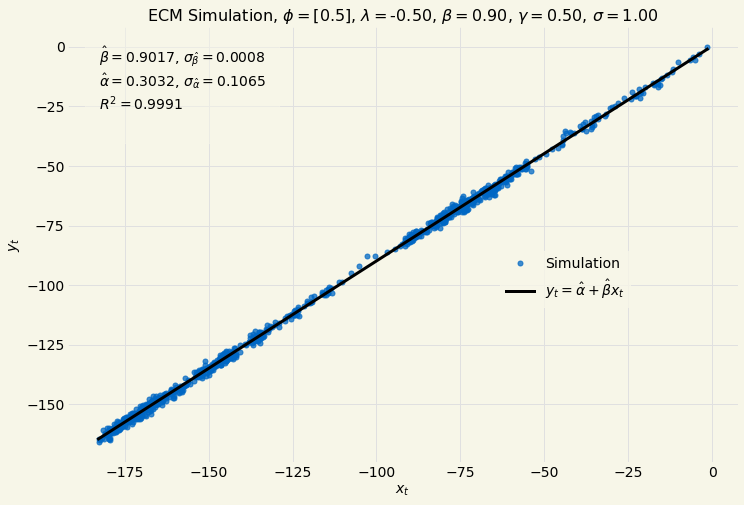 ECM Simulation, ϕ = [0.5], λ = -0.50, β = 0.90, γ = 0.50, σ = 1.00
β̂ = 0.9017, σ_β̂ = 0.0008
α̂ = 0.3032, σ_α̂ = 0.1065
R² = 0.9991
0
−25
−50
−75
−100
−125
−150
y_t
Simulation
y_t = α̂ + β̂x_t
−175 −150 −125 −100 −75 −50 −25 0
x_t